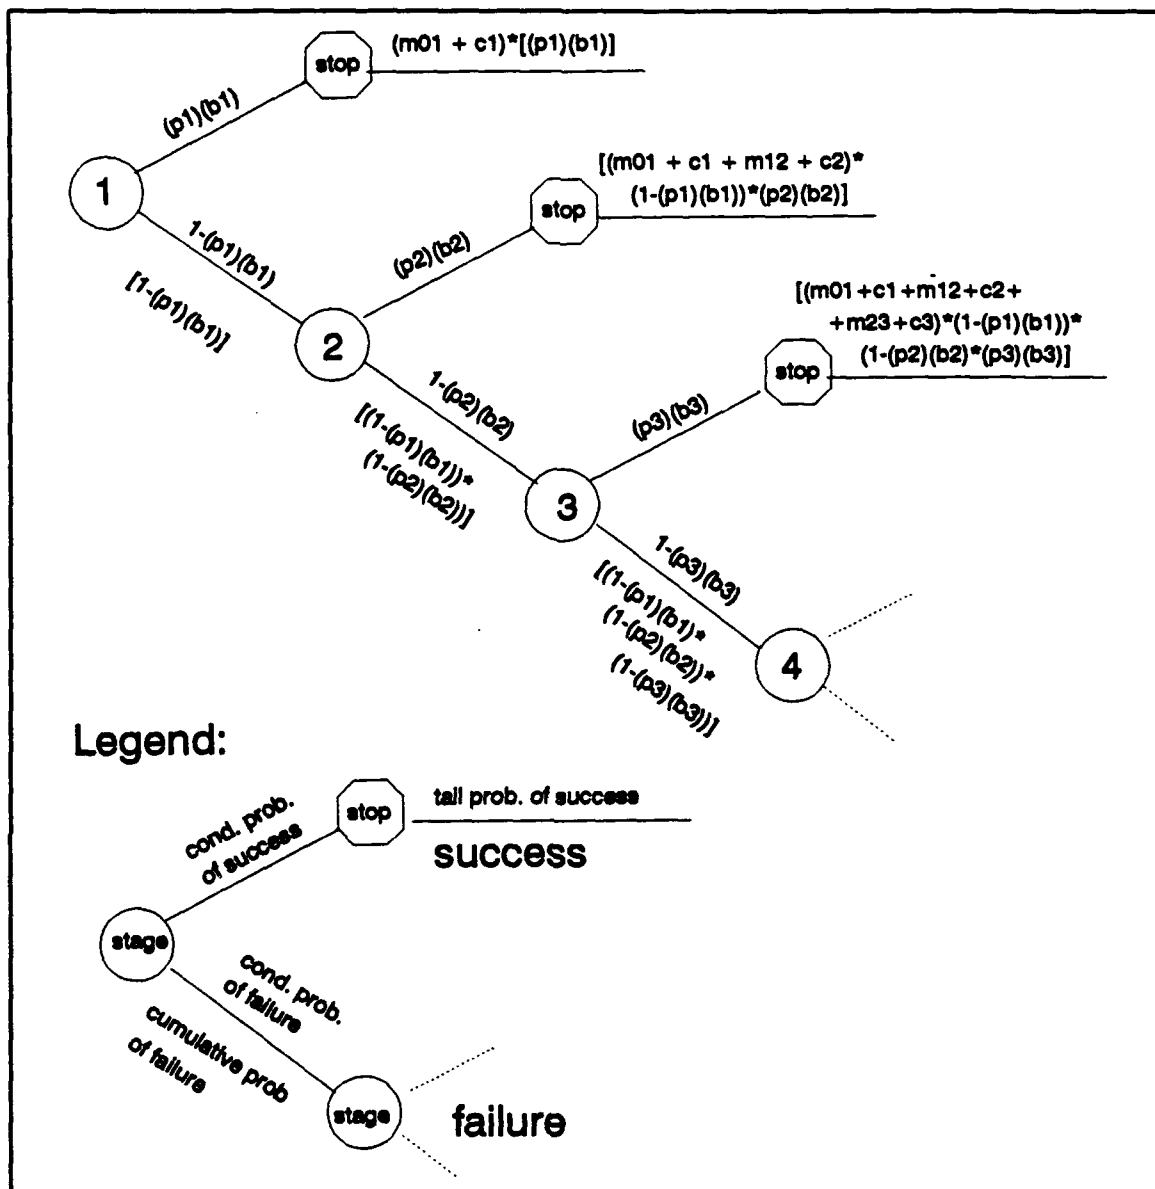 (m01 + c1)*[(p1)(b1)]
stop
(p1)(b1)
1
[(m01 + c1 + m12 + c2)*
(1-(p1)(b1))*(p2)(b2)]
stop
1-(p1)(b1)
[1-(p1)(b1)]
(p2)(b2)
2
[(m01+c1+m12+c2+
+m23+c3)*(1-(p1)(b1))*
(1-(p2)(b2)*(p3)(b3)]
stop
1-(p2)(b2)
[(1-(p1)(b1))*
(1-(p2)(b2))]
(p3)(b3)
3
1-(p3)(b3)
[(1-(p1)(b1)*
(1-(p2)(b2))*
(1-(p3)(b3))]
4
Legend:
cond. prob.
of success
stop
tail prob. of success
success
stage
cond. prob.
of failure
cumulative prob
of failure
stage
failure